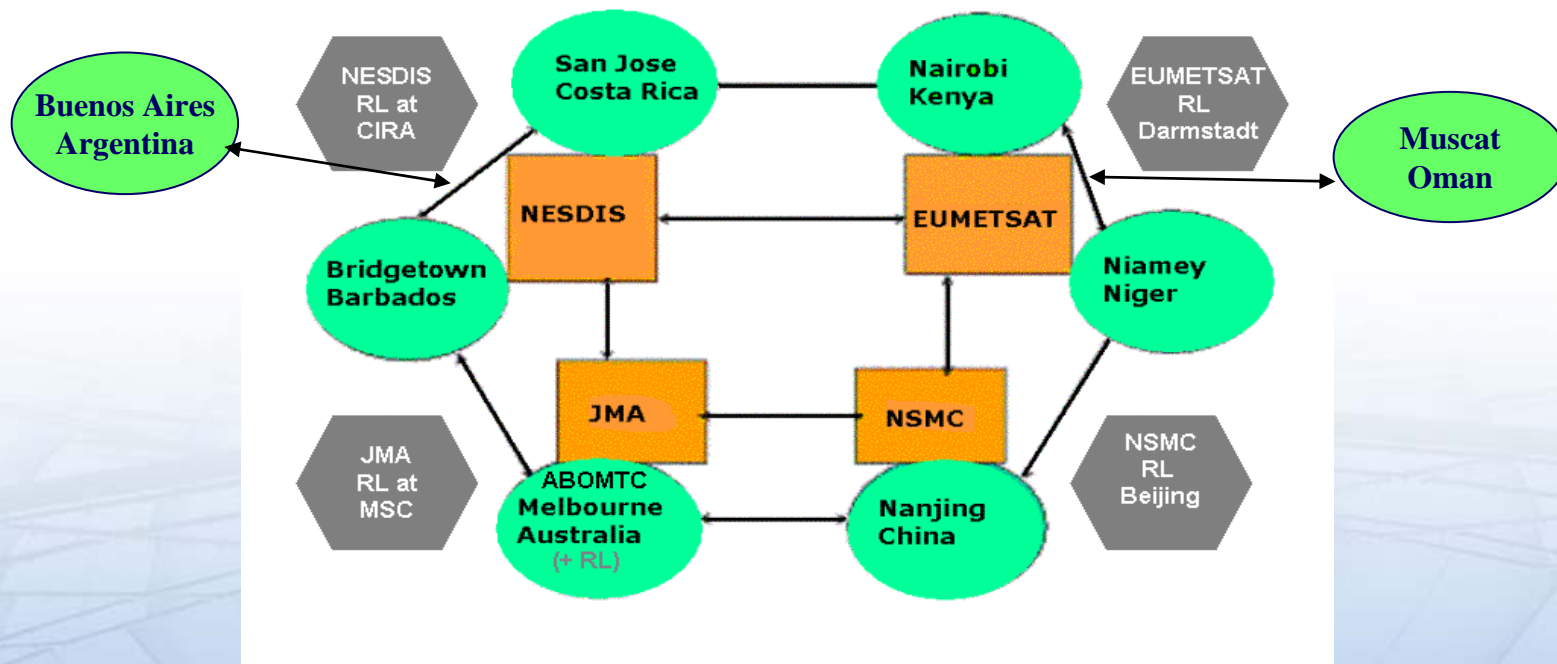 NESDIS
RL at
CIRA
San Jose
Costa Rica
Nairobi
Kenya
EUMETSAT
RL
Darmstadt
Buenos Aires
Argentina
Muscat
Oman
NESDIS
EUMETSAT
Bridgetown
Barbados
Niamey
Niger
JMA
NSMC
JMA
RL at
MSC
ABOMTC
Melbourne
Australia
(+ RL)
Nanjing
China
NSMC
RL
Beijing